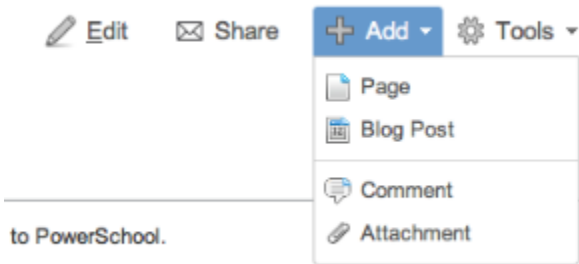 Edit Share Add Tools
Page
Blog Post
Comment
to PowerSchool.
Attachment